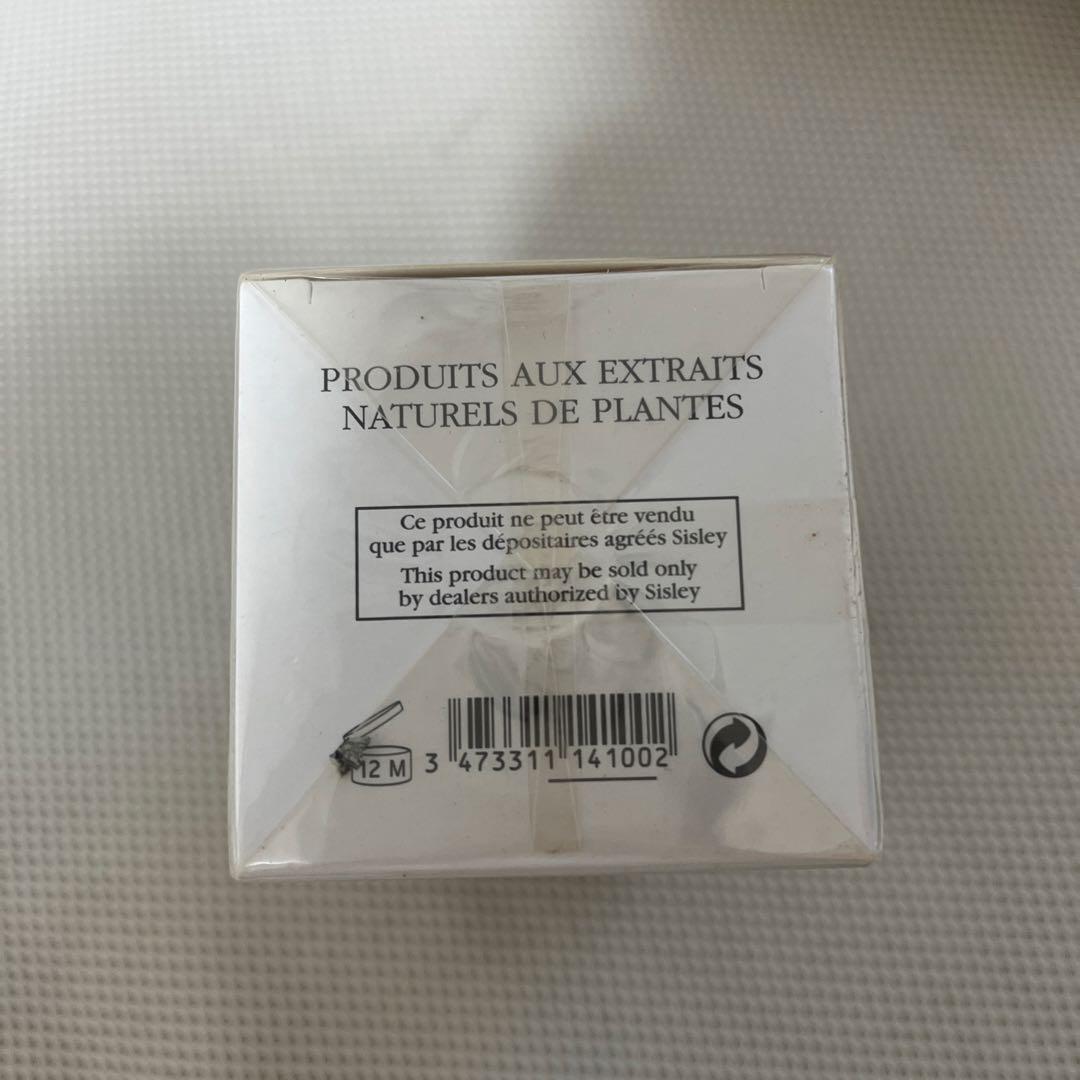 PRODUITS AUX EXTRAITS
NATURELS DE PLANTES
Ce produit ne peut être vendu
que par les dépositaires agréés Sisley
This product may be sold only
by dealers authorized by Sisley
12 M
3 473311 141002